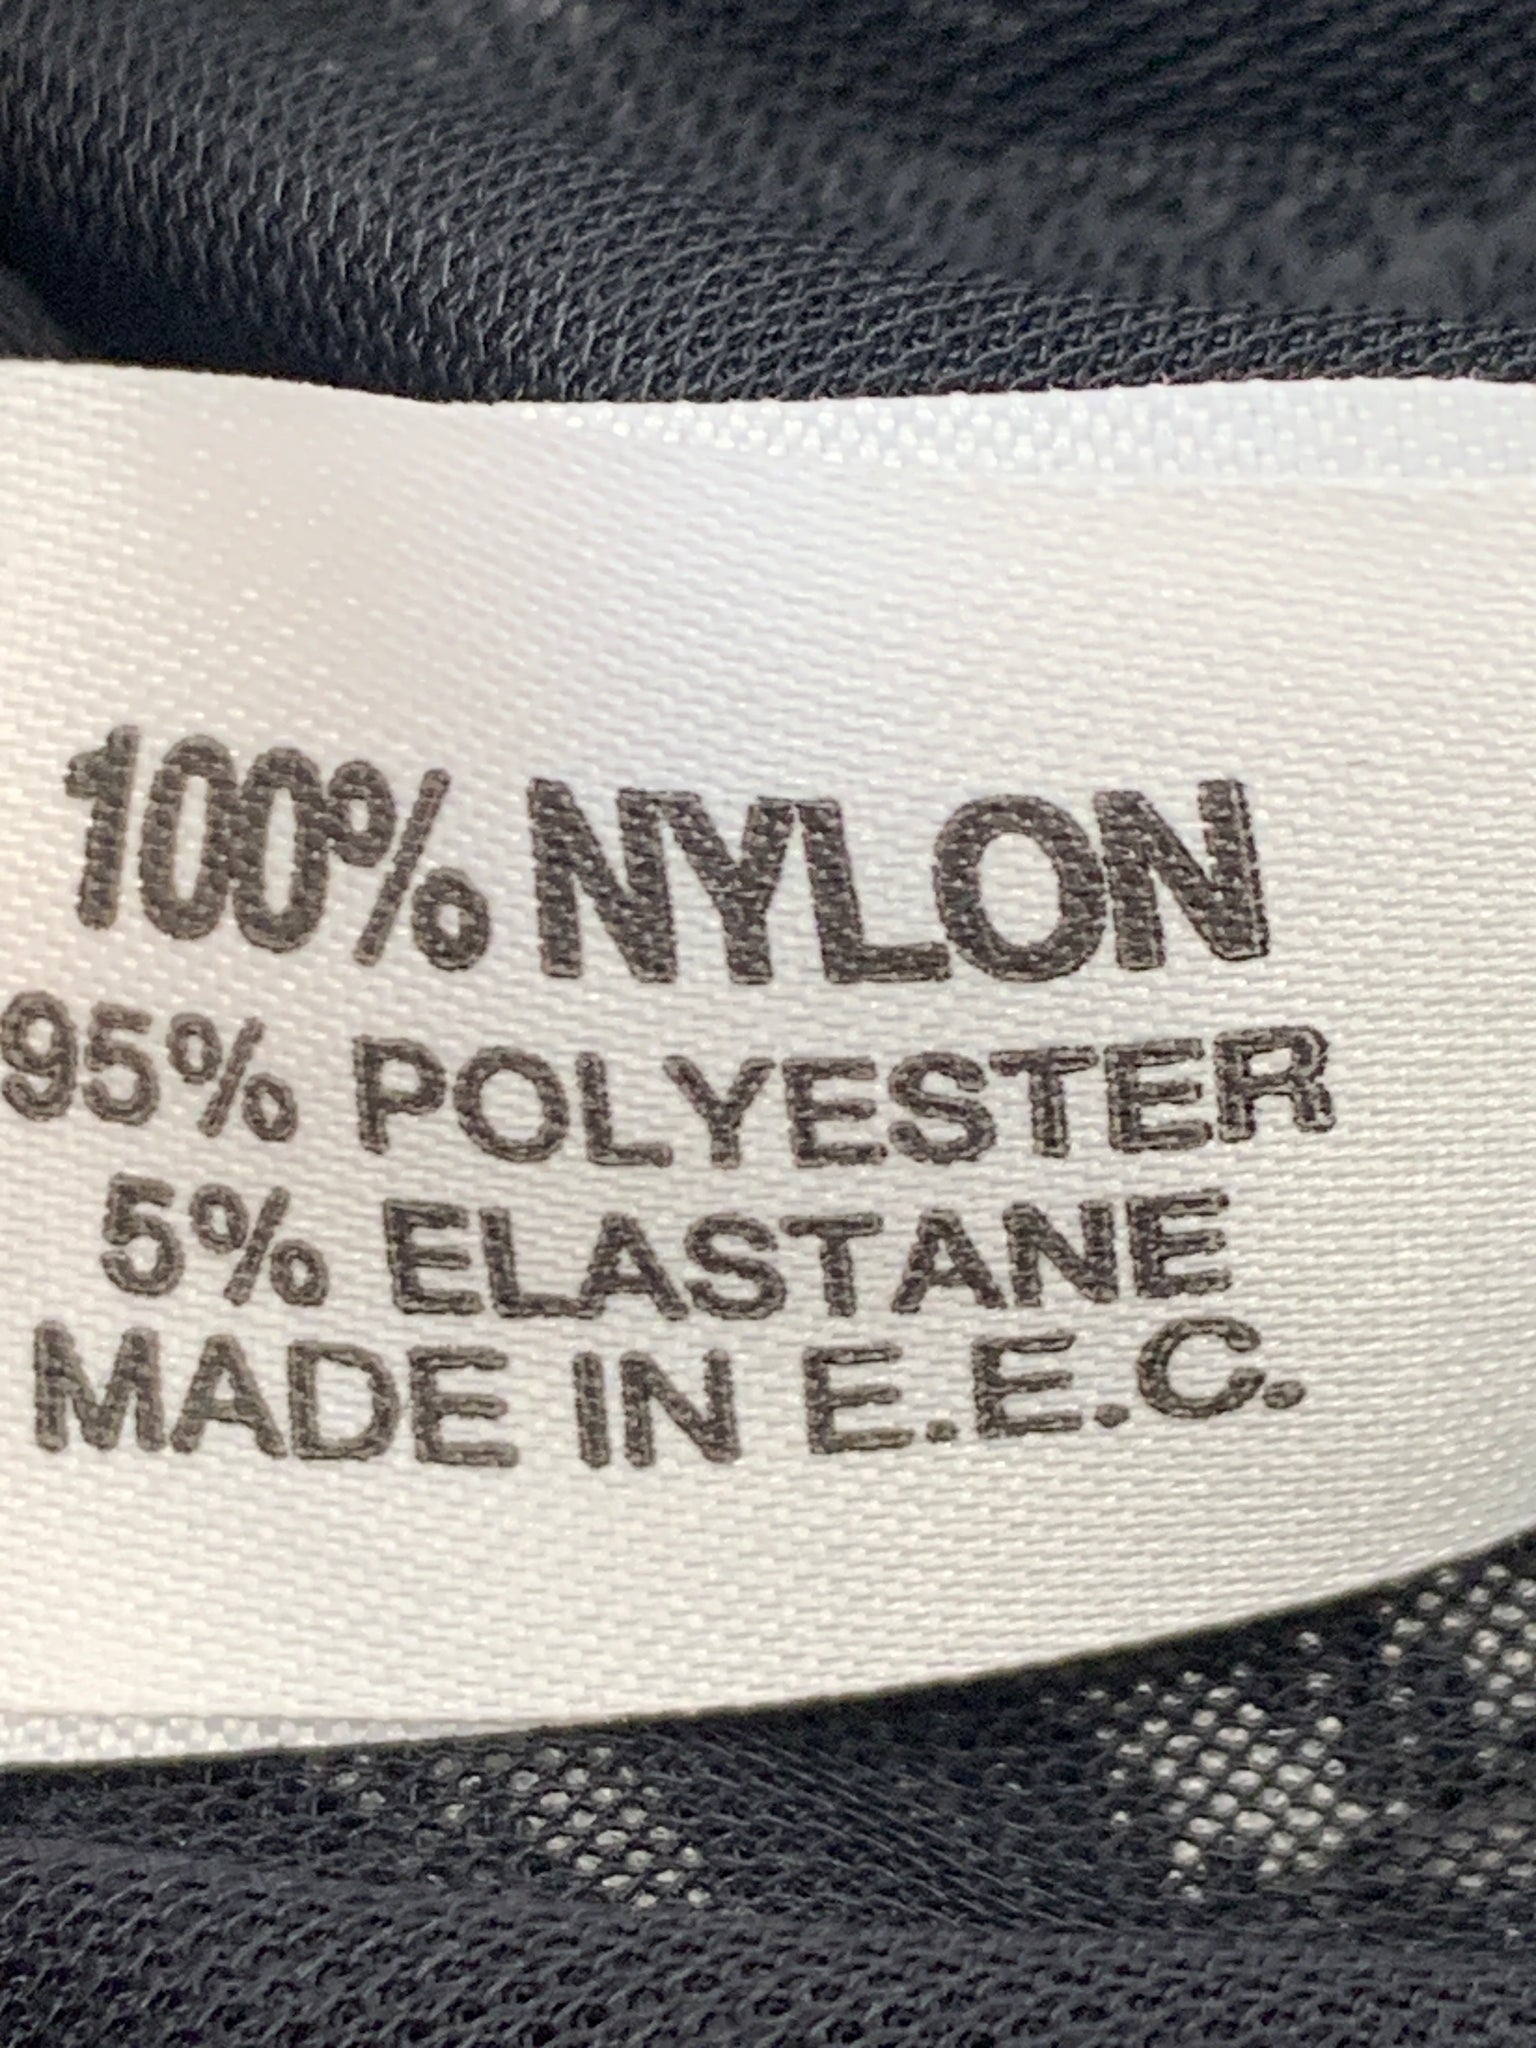 100% NYLON
95% POLYESTER
5% ELASTANE
MADE IN E.E.C.